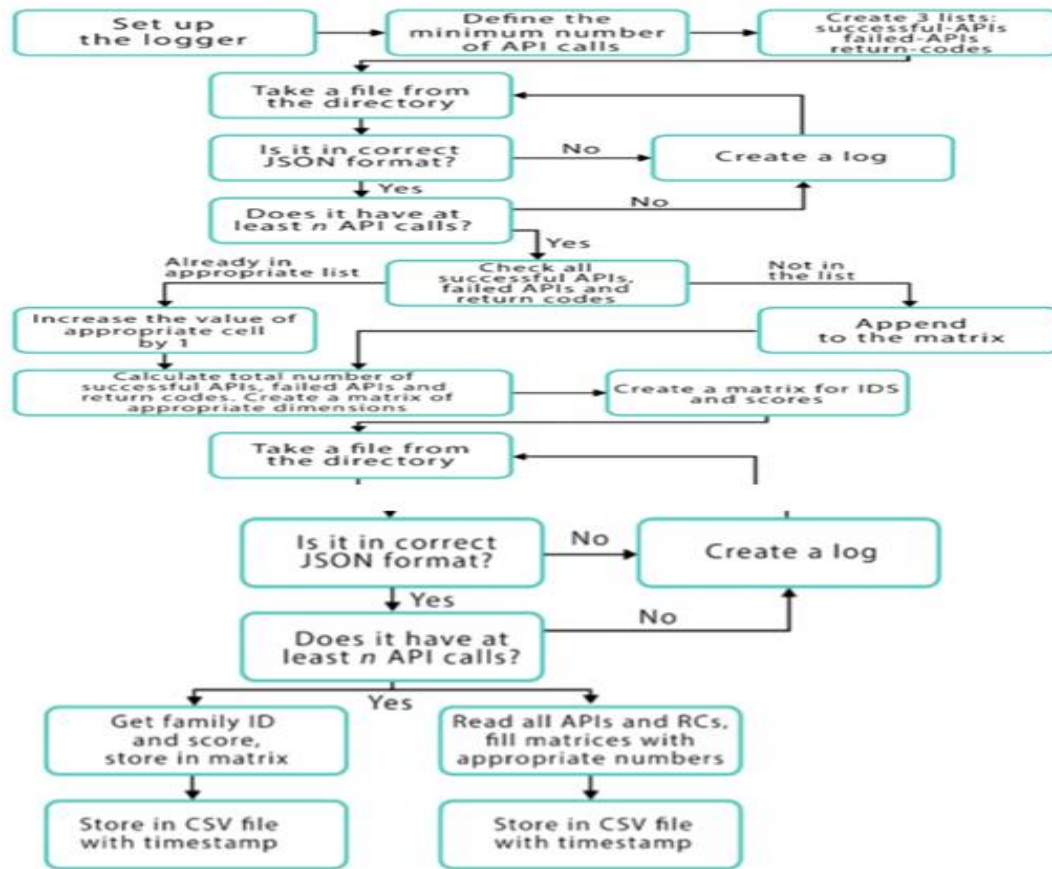 Set up
the logger
Define the
minimum number
of API calls
Create 3 lists:
successful-APIs
failed-APIs
return-codes
Take a file from
the directory
Is it in correct
JSON format?
No
Create a log
Yes
Does it have at
least n API calls?
No
Yes
Already in
appropriate list
Check all
successful APIs,
failed APIs and
return codes
Not in
the list
Increase the value of
appropriate cell
by 1
Append
to the matrix
Calculate total number of
successful APIs, failed APIs and
return codes. Create a matrix of
appropriate dimensions
Create a matrix for IDS
and scores
Take a file from
the directory
Is it in correct
JSON format?
No
Create a log
Yes
Does it have at
least n API calls?
No
Yes
Get family ID
and score,
store in matrix
Read all APIs and RCs,
fill matrices with
appropriate numbers
Store in CSV file
with timestamp
Store in CSV file
with timestamp